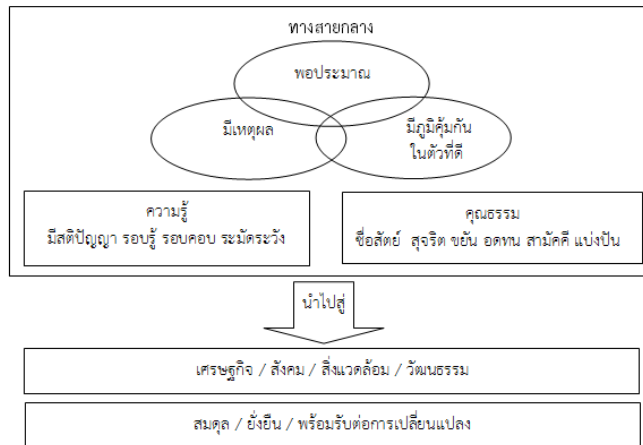 ทางสายกลาง
พอประมาณ
มีเหตุผล
มีภูมิคุ้มกัน
ในตัวที่ดี
ความรู้
มีสติปัญญา รอบรู้ รอบคอบ ระมัดระวัง
คุณธรรม
ซื่อสัตย์ สุจริต ขยัน อดทน สามัคคี แบ่งปัน
นำไปสู่
เศรษฐกิจ / สังคม / สิ่งแวดล้อม / วัฒนธรรม
สมดุล / ยั่งยืน / พร้อมรับต่อการเปลี่ยนแปลง